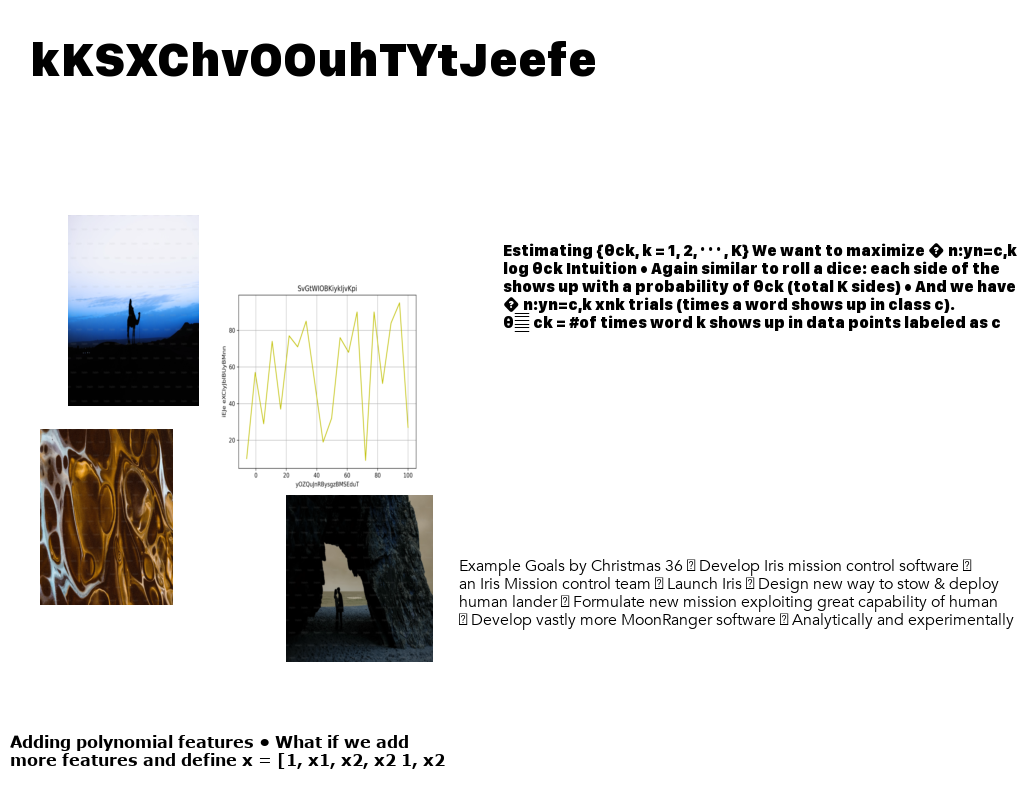 kKSXChvOOuhTYtJeefe
Estimating {θck, k = 1, 2, · · · , K} We want to maximize � n:yn=c,k
log θck Intuition • Again similar to roll a dice: each side of the
shows up with a probability of θck (total K sides) • And we have
� n:yn=c,k xnk trials (times a word shows up in class c).
θ ck = #of times word k shows up in data points labeled as c
SvGtWlOBKiykIjvKpi
80
60
40
20
0 20 40 60 80 100
Example Goals by Christmas 36 Develop Iris mission control software
an Iris Mission control team Launch Iris Design new way to stow & deploy
human lander Formulate new mission exploiting great capability of human
Develop vastly more MoonRanger software Analytically and experimentally
Adding polynomial features • What if we add
more features and define x = [1, x1, x2, x2 1, x2